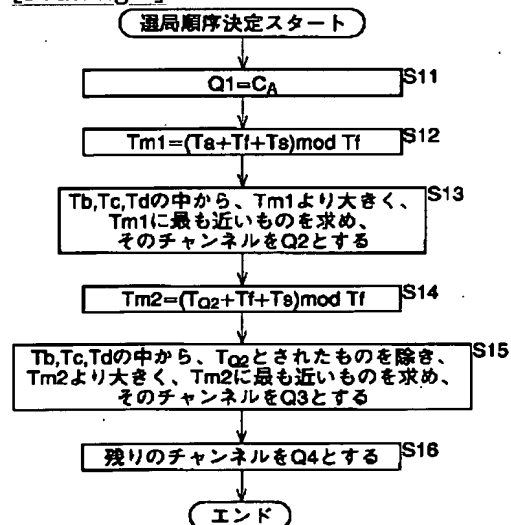 選局順序決定スタート
Q1=CA
S11
Tm1=(Ta+Tf+Ts)mod Tf
S12
Tb,Tc,Tdの中から、Tm1より大きく、
Tm1に最も近いものを求め、
そのチャンネルをQ2とする
S13
Tm2=(TQ2+Tf+Ts)mod Tf
S14
Tb,Tc,Tdの中から、TQ2とされたものを除き、
Tm2より大きく、Tm2に最も近いものを求め、
そのチャンネルをQ3とする
S15
残りのチャンネルをQ4とする
S16
エンド